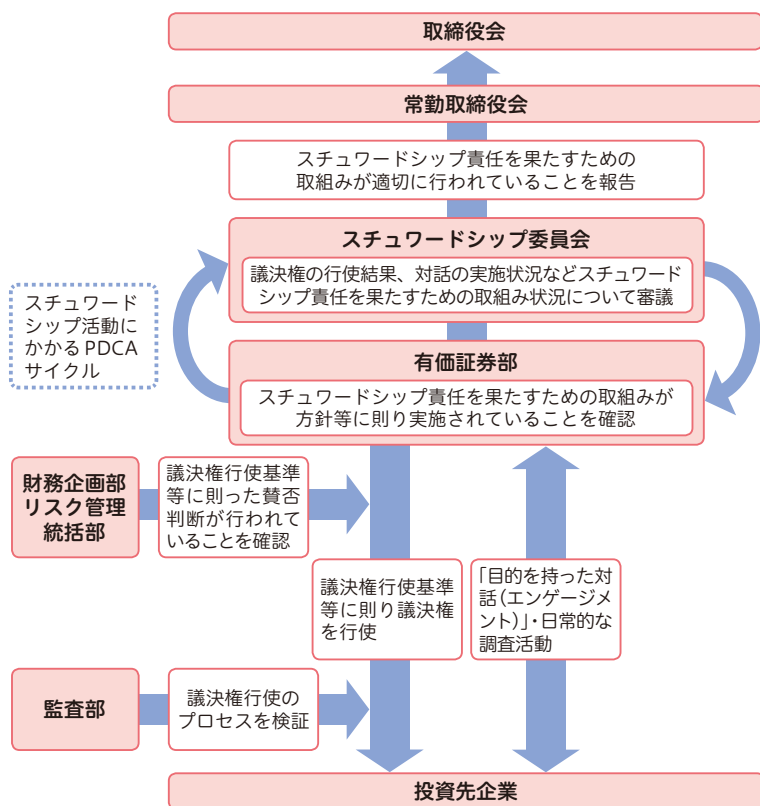 取締役会
常勤取締役会
スチュワードシップ責任を果たすための
取組みが適切に行われていることを報告
スチュワードシップ委員会
議決権の行使結果、対話の実施状況などスチュワード
シップ責任を果たすための取組み状況について審議
スチュワード
シップ活動に
かかるPDCA
サイクル
有価証券部
スチュワードシップ責任を果たすための取組みが
方針等に則り実施されていることを確認
財務企画部
リスク管理
統括部
議決権行使基準
等に則った賛否
判断が行われて
いることを確認
議決権行使基準
等に則り議決権
を行使
「目的を持った対
話(エンゲージメ
ント)」・日常的な
調査活動
監査部
議決権行使の
プロセスを検証
投資先企業